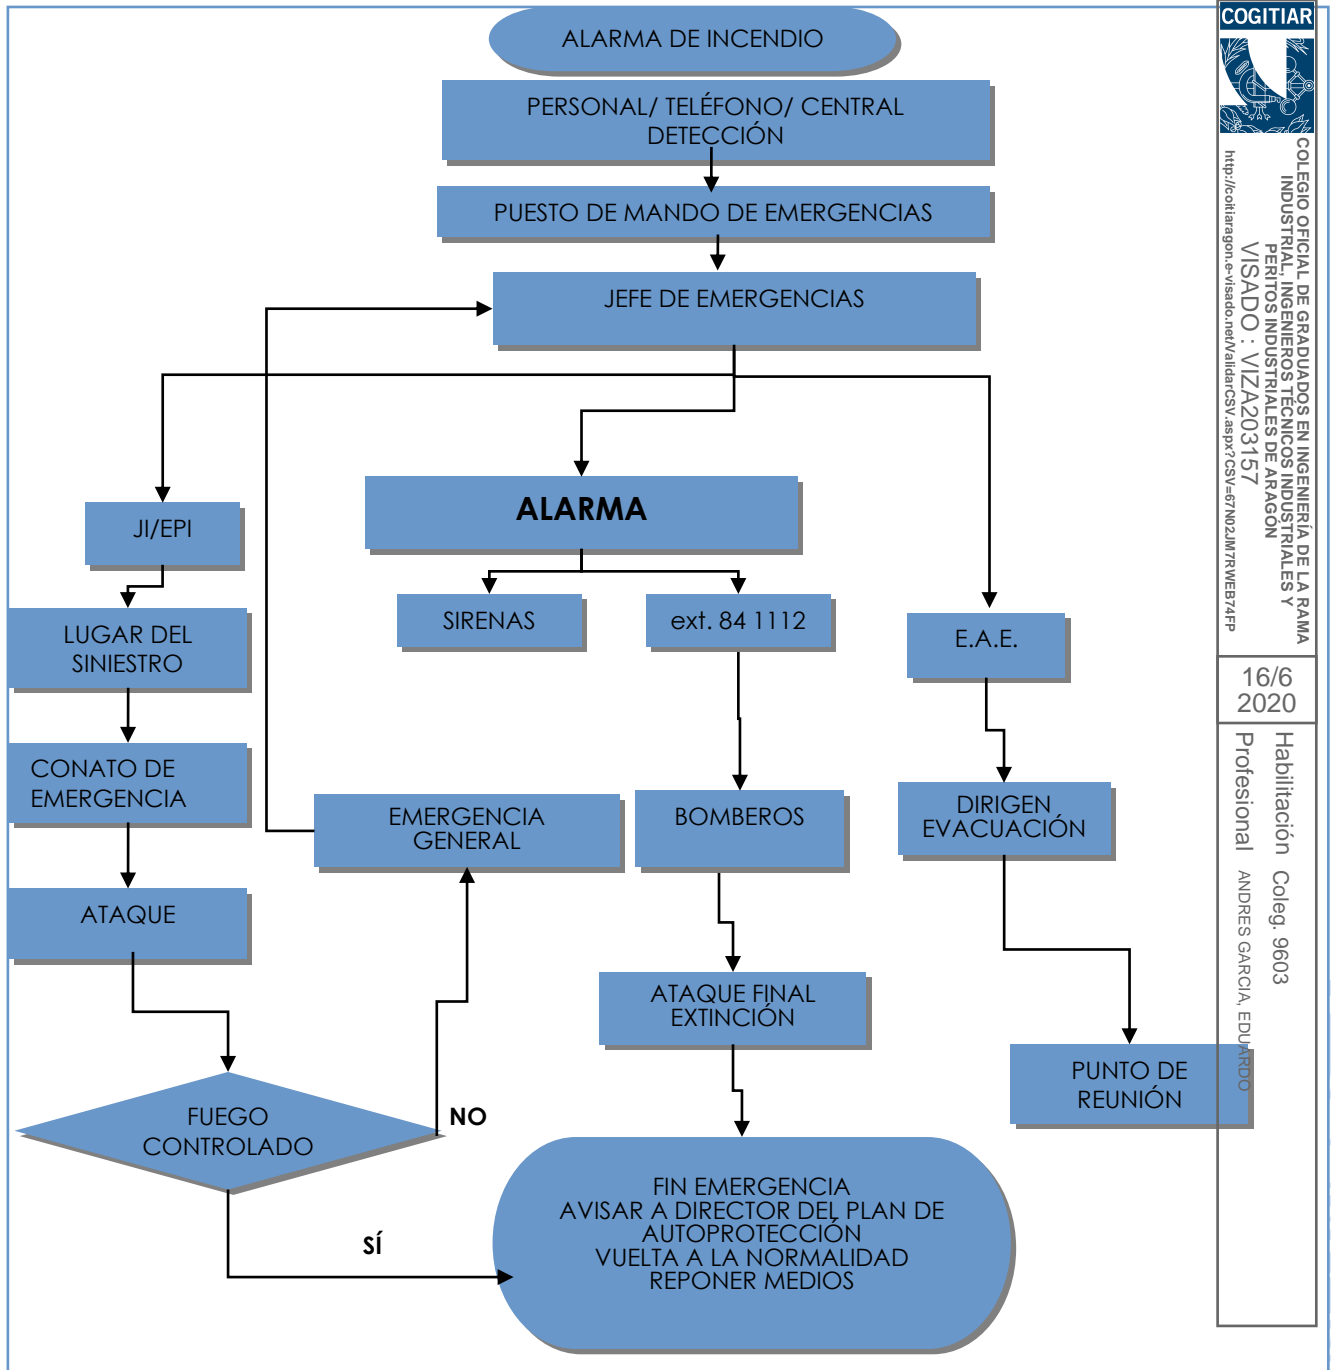 ALARMA DE INCENDIO
PERSONAL/ TELÉFONO/ CENTRAL
DETECCIÓN
PUESTO DE MANDO DE EMERGENCIAS
JEFE DE EMERGENCIAS
ALARMA
JI/EPI
SIRENAS
ext. 84 1112
E.A.E.
LUGAR DEL
SINIESTRO
CONATO DE
EMERGENCIA
EMERGENCIA
GENERAL
BOMBEROS
DIRIGEN
EVACUACIÓN
ATAQUE
ATAQUE FINAL
EXTINCIÓN
PUNTO DE
REUNIÓN
FUEGO
CONTROLADO
NO
SÍ
FIN EMERGENCIA
AVISAR A DIRECTOR DEL PLAN DE
AUTOPROTECCIÓN
VUELTA A LA NORMALIDAD
REPONER MEDIOS
COGITIAR
COLEGIO OFICIAL DE GRADUADOS EN INGENIERÍA DE LA RAMA
INDUSTRIAL, INGENIEROS TÉCNICOS INDUSTRIALES Y
PERITOS INDUSTRIALES DE ARAGÓN
VISADO : VIZA203157
http://cotiaragon.e-visado.net/ValidarCSV.aspx?CSV=67N02JM7RWEB74FP
16/6
2020
Habilitación Coleg. 9603
Profesional ANDRES GARCIA, EDUARDO